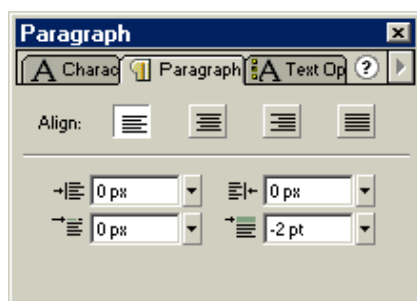 Paragraph
A Charac ¶ Paragraph A Text Op ?
Align:
0 px 0 px
0 px -2 pt